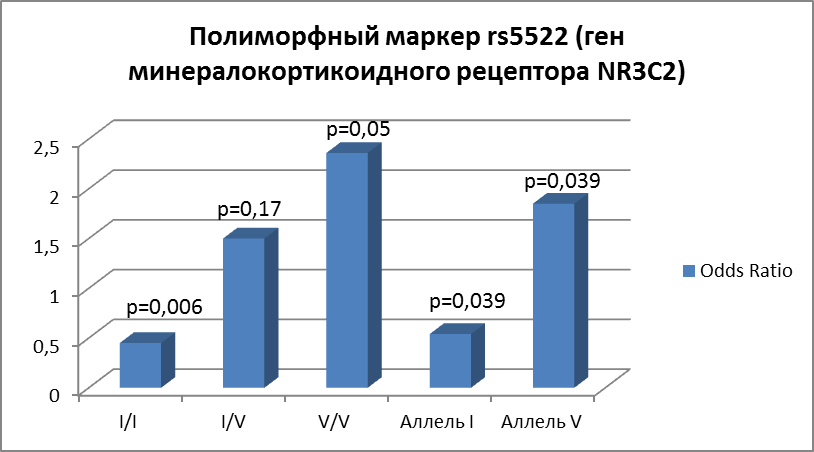 Полиморфный маркер rs5522 (ген
минералокортикоидного рецептора NR3C2)
2,5
2
1,5
1
0,5
0
p=0,006
p=0,17
p=0,05
p=0,039
p=0,039
I/I
I/V
V/V
Аллель I
Аллель V
Odds Ratio